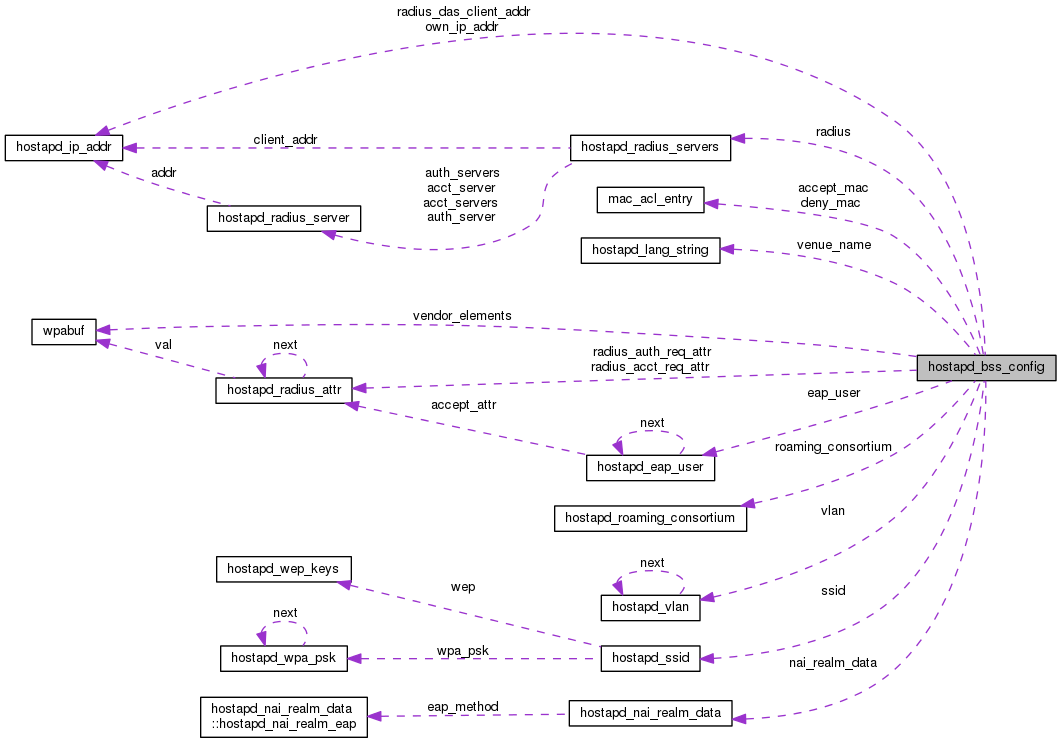 radius_das_client_addr
own_ip_addr
hostapd_ip_addr
client_addr
hostapd_radius_servers
radius
addr
auth_servers
acct_server
acct_servers
auth_server
hostapd_radius_server
mac_acl_entry
accept_mac
deny_mac
hostapd_lang_string
venue_name
wpabuf
vendor_elements
val
next
hostapd_radius_attr
radius_auth_req_attr
radius_acct_req_attr
hostapd_bss_config
accept_attr
next
hostapd_eap_user
eap_user
roaming_consortium
hostapd_roaming_consortium
vlan
hostapd_wep_keys
wep
next
hostapd_vlan
ssid
next
hostapd_wpa_psk
wpa_psk
hostapd_ssid
nai_realm_data
hostapd_nai_realm_data
::hostapd_nai_realm_eap
eap_method
hostapd_nai_realm_data